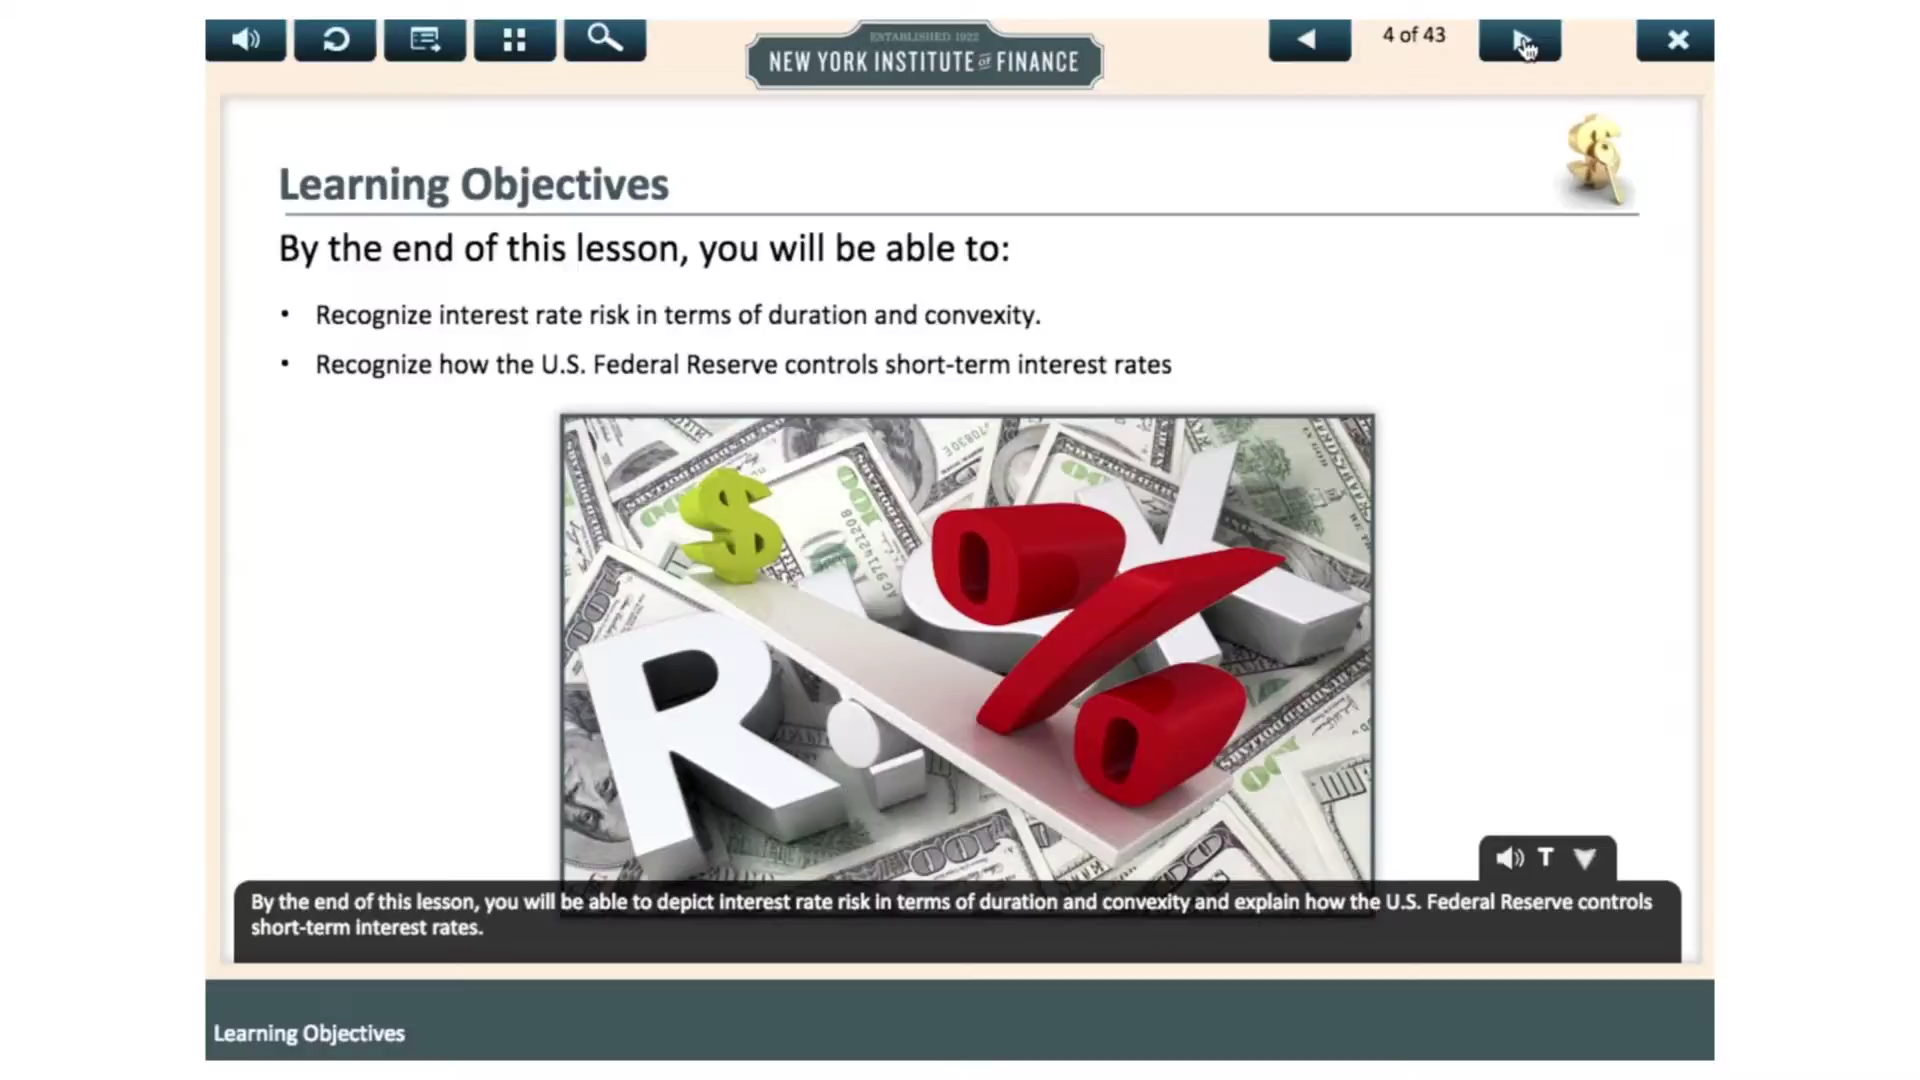 ESTABLISHED 1922
NEW YORK INSTITUTE of FINANCE
4 of 43
Learning Objectives
By the end of this lesson, you will be able to:
• Recognize interest rate risk in terms of duration and convexity.
• Recognize how the U.S. Federal Reserve controls short-term interest rates
$
%
R
T
By the end of this lesson, you will be able to depict interest rate risk in terms of duration and convexity and explain how the U.S. Federal Reserve controls
short-term interest rates.
Learning Objectives